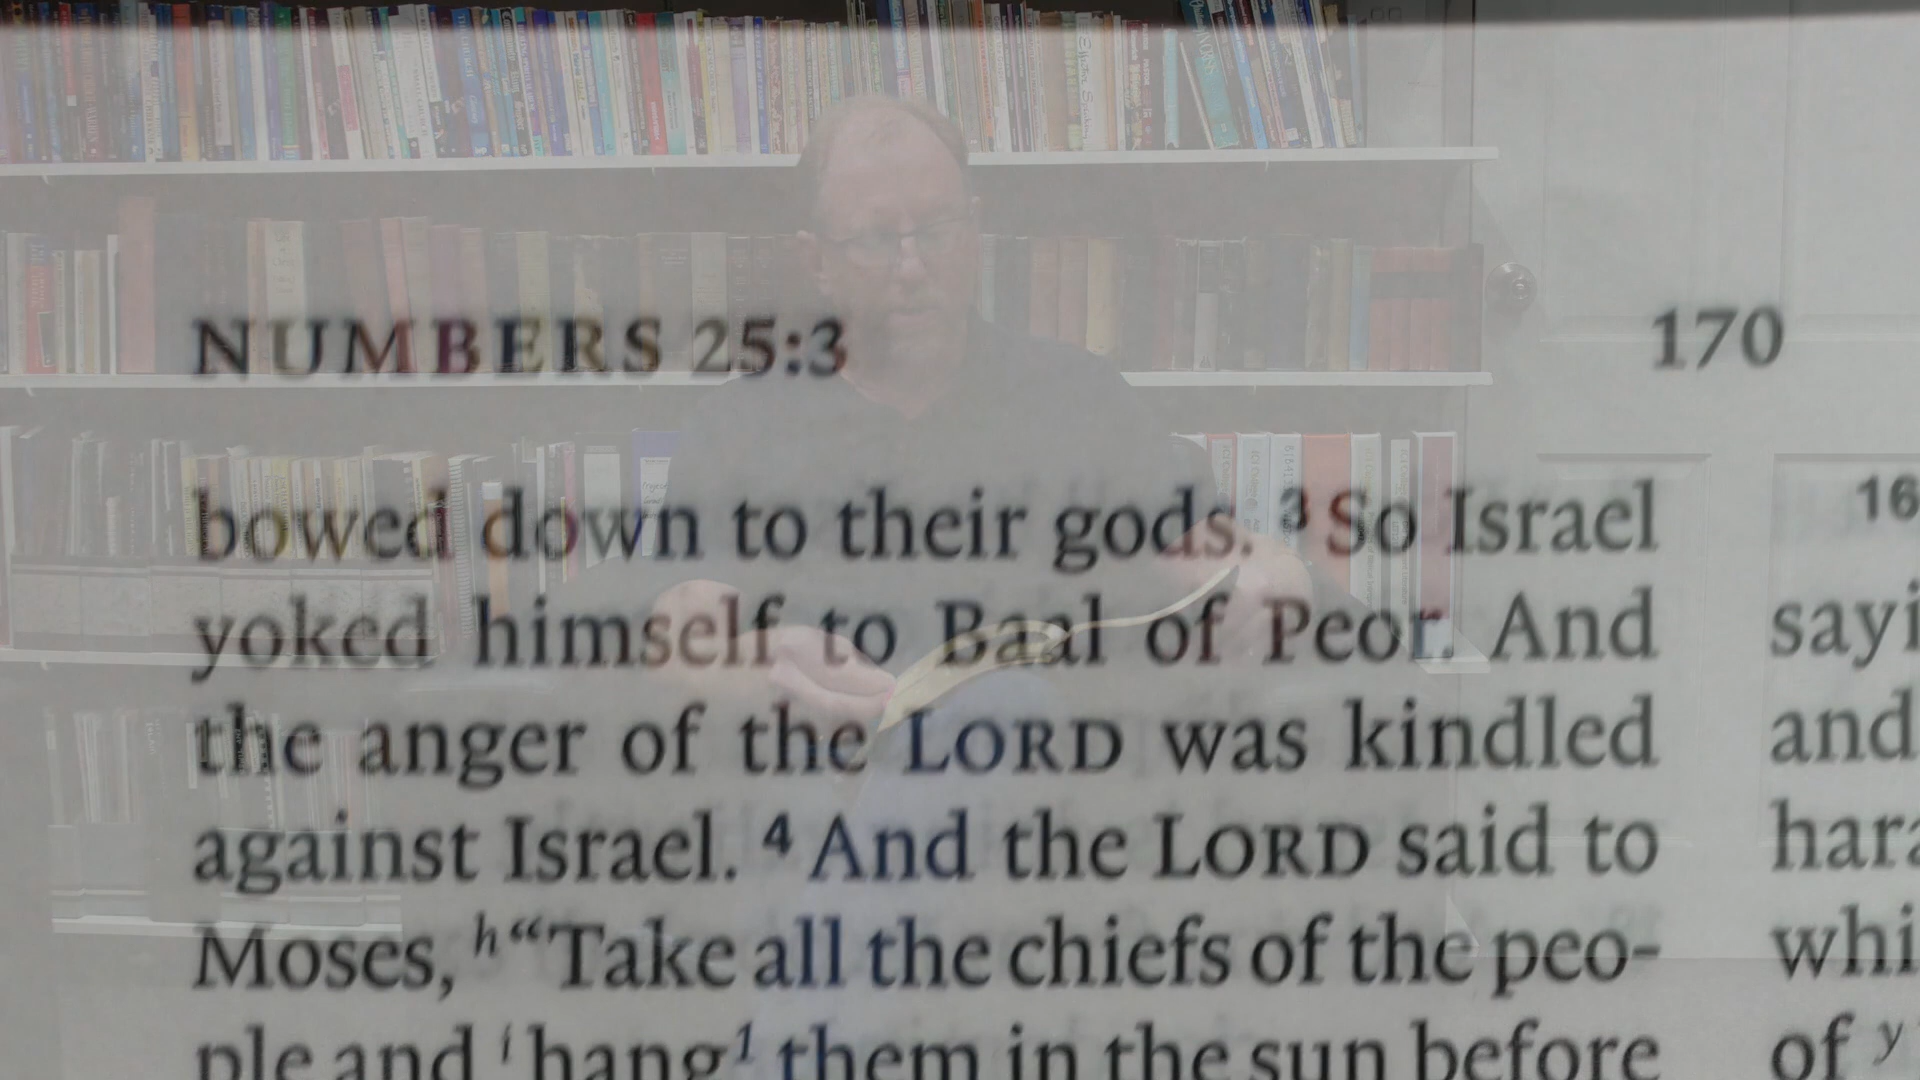 NUMBERS 25:3
170
bowed down to their gods. 3 So Israel
yoked himself to Baal of Peor. And
the anger of the LORD was kindled
against Israel. 4 And the LORD said to
Moses, h“Take all the chiefs of the peo-
ple and i hang1 them in the sun before
16
sayi
and
hara
whi
of y